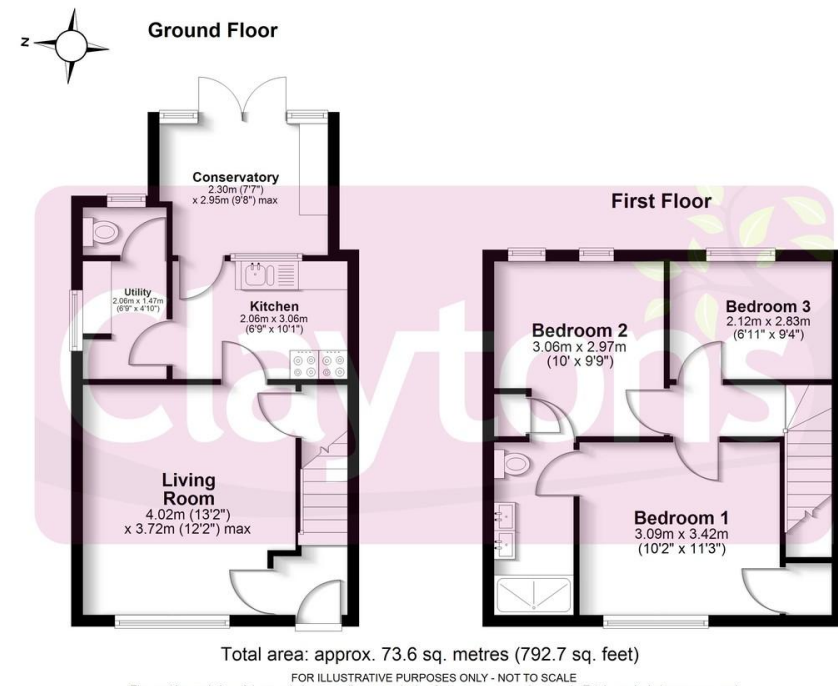 Ground Floor
N
Conservatory
2.30m (7'7")
x 2.95m (9'8") max
First Floor
Utility
2.06m x 1.47m
(6'9" x 4'10")
Kitchen
2.06m x 3.06m
(6'9" x 10'1")
Bedroom 2
3.06m x 2.97m
(10' x 9'9")
Bedroom 3
2.12m x 2.83m
(6'11" x 9'4")
Claytons
Living
Room
4.02m (13'2")
x 3.72m (12'2") max
Bedroom 1
3.09m x 3.42m
(10'2" x 11'3")
Total area: approx. 73.6 sq. metres (792.7 sq. feet)
FOR ILLUSTRATIVE PURPOSES ONLY - NOT TO SCALE